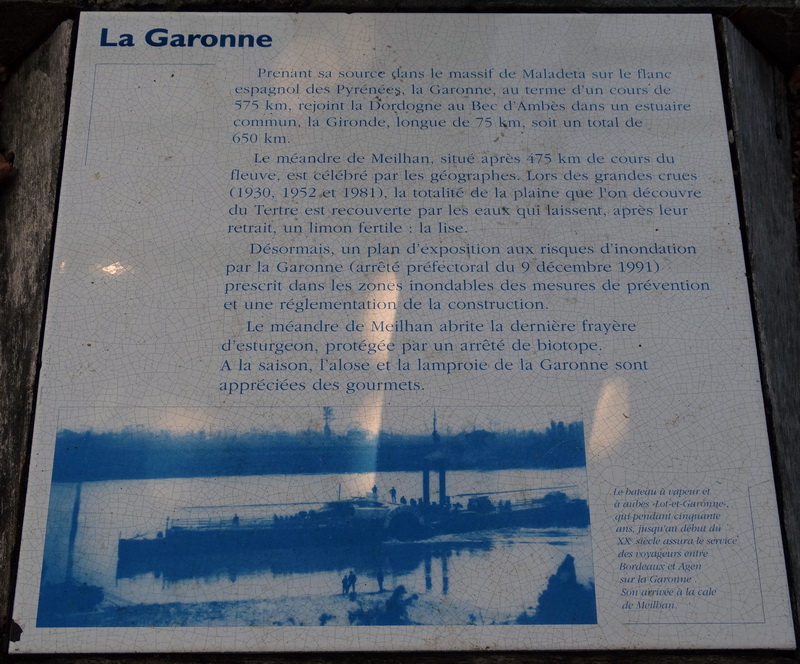 La Garonne
Prenant sa source dans le massif de Maladeta sur le flanc
espagnol des Pyrénées, la Garonne, au terme d'un cours de
575 km, rejoint la Dordogne au Bec d'Ambès dans un estuaire
commun, la Gironde, longue de 75 km, soit un total de
650 km.
Le méandre de Meilhan, situé après 475 km de cours du
fleuve, est célébré par les géographes. Lors des grandes crues
(1930, 1952 et 1981), la totalité de la plaine que l'on découvre
du Tertre est recouverte par les eaux qui laissent, après leur
retrait, un limon fertile : la lise.
Désormais, un plan d'exposition aux risques d'inondation
par la Garonne (arrêté préfectoral du 9 décembre 1991)
prescrit dans les zones inondables des mesures de prévention
et une réglementation de la construction.
Le méandre de Meilhan abrite la dernière frayère
d'esturgeon, protégée par un arrêté de biotope.
A la saison, l'alose et la lamproie de la Garonne sont
appréciées des gourmets.
Le bateau à vapeur et
à aubes «Lot-et-Garonne»,
qui pendant cinquante
ans, jusqu'au début du
XXe siècle assura le service
des voyageurs entre
Bordeaux et Agen
sur la Garonne
Son arrivée à la cale
de Meilhan